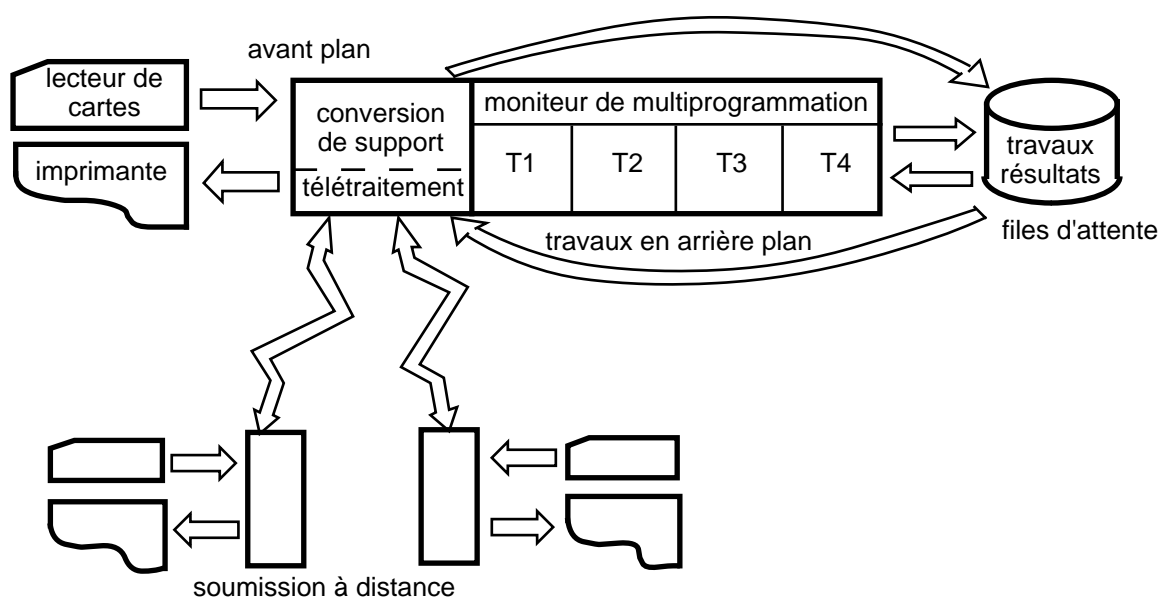 avant plan
lecteur de
cartes
imprimante
conversion
de support
télétraitement
moniteur de multiprogrammation
T1 T2 T3 T4
travaux
résultats
files d'attente
travaux en arrière plan
soumission à distance